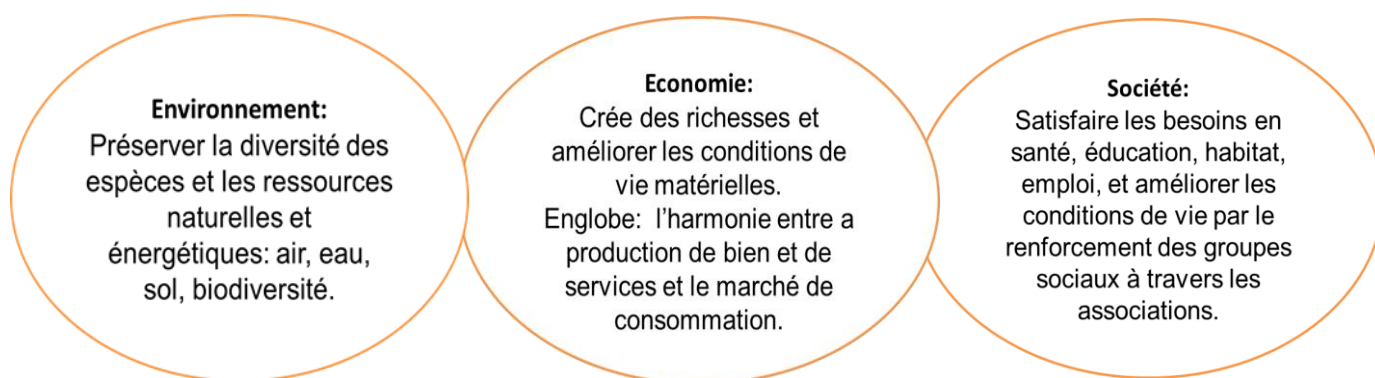 Environnement:
Préserver la diversité des
espèces et les ressources
naturelles et
énergétiques: air, eau,
sol, biodiversité.
Economie:
Crée des richesses et
améliorer les conditions de
vie matérielles.
Englobe: l'harmonie entre a
production de bien et de
services et le marché de
consommation.
Société:
Satisfaire les besoins en
santé, éducation, habitat,
emploi, et améliorer les
conditions de vie par le
renforcement des groupes
sociaux à travers les
associations.